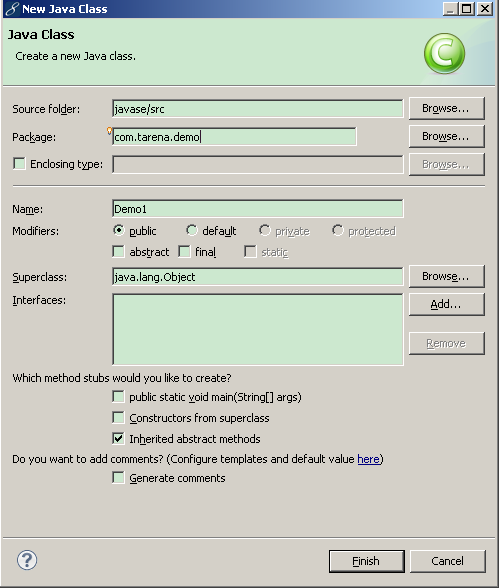 New Java Class
Java Class
Create a new Java class.
C
Source folder: javase/src Browse...
Package: com.tarena.demo Browse...
Enclosing type: Browse...
Name: Demo1
Modifiers: public default private protected
abstract final static
Superclass: java.lang.Object Browse...
Interfaces: Add...
Remove
Which method stubs would you like to create?
public static void main(String[] args)
Constructors from superclass
Inherited abstract methods
Do you want to add comments? (Configure templates and default value here)
Generate comments
? Finish Cancel